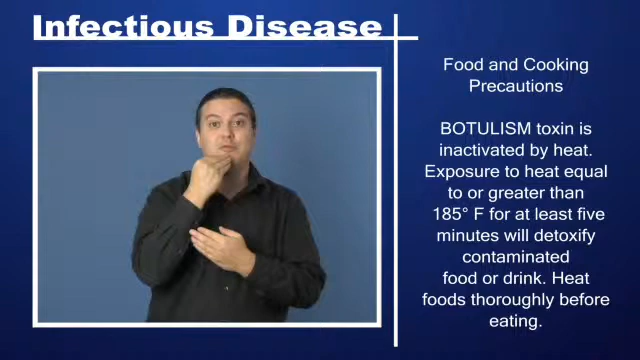 Infectious Disease
Food and Cooking
Precautions
BOTULISM toxin is
inactivated by heat.
Exposure to heat equal
to or greater than
185° F for at least five
minutes will detoxify
contaminated
food or drink. Heat
foods thoroughly before
eating.